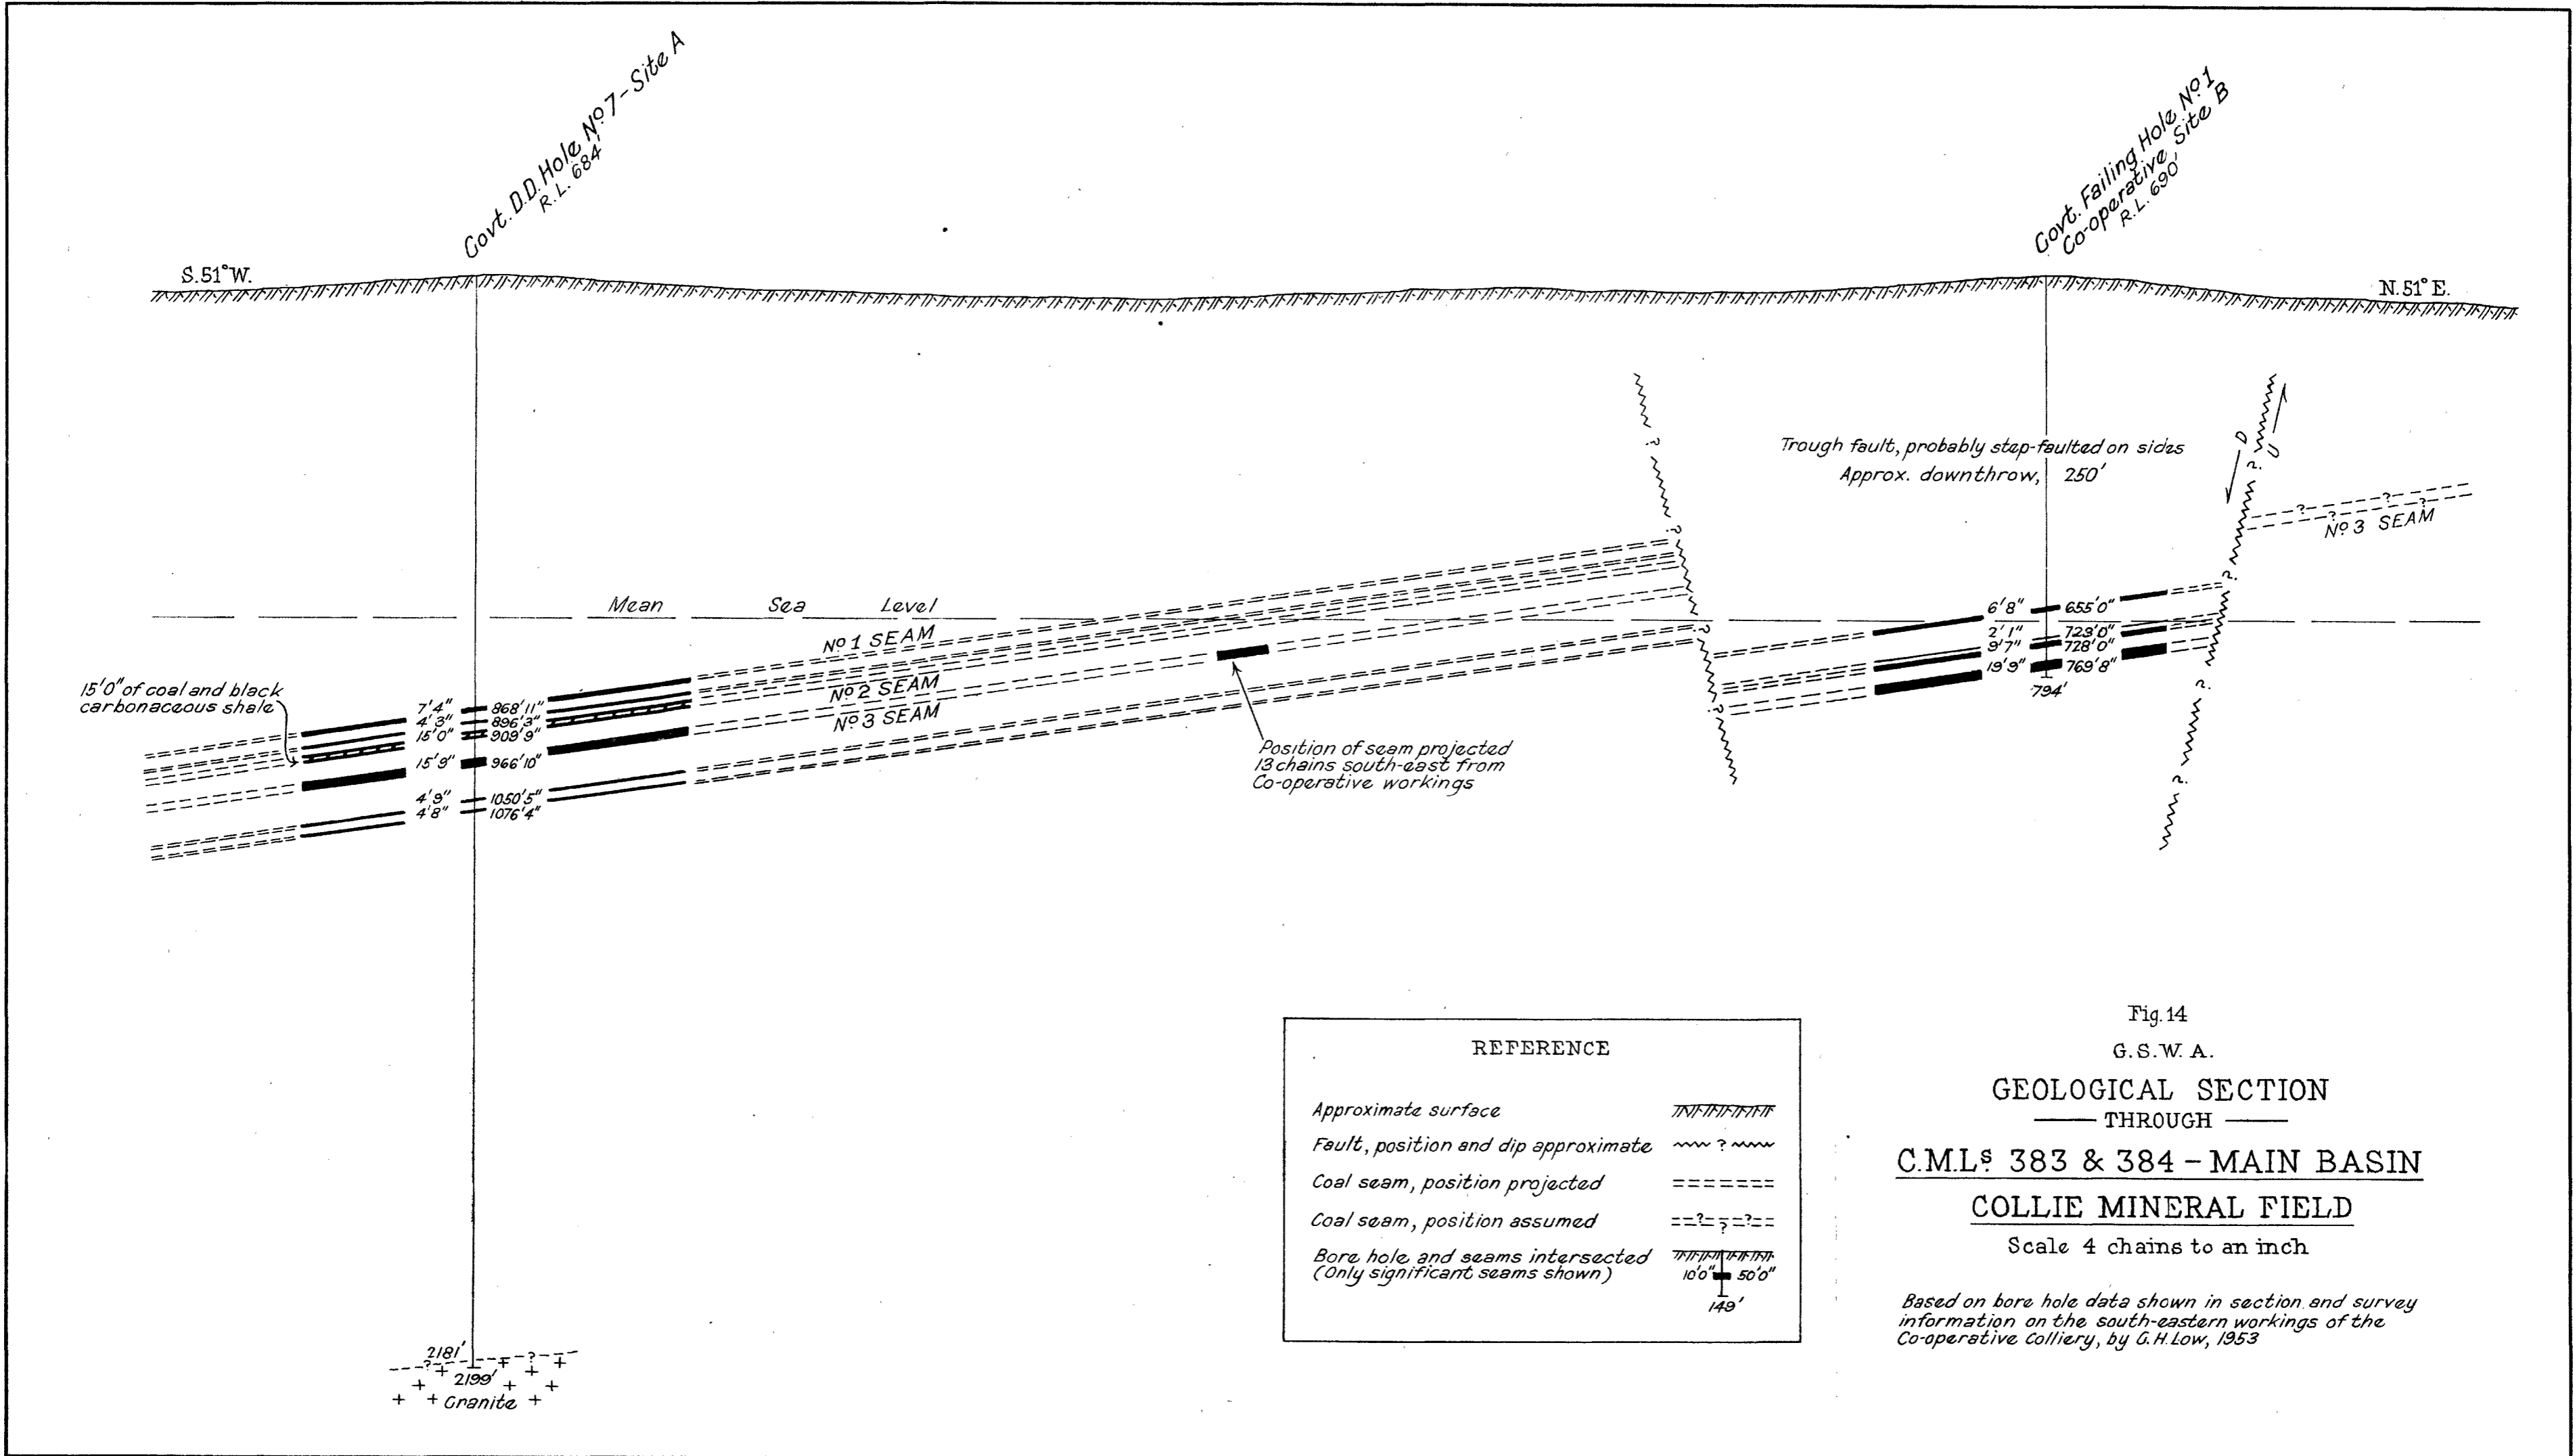 Govt. D.D. Hole Nº 7 - Site A
R.L. 684'
Govt. Failing Hole Nº 1
Co-operative Site B
R.L. 690'
S. 51° W.
N. 51° E.
Trough fault, probably step-faulted on sides
Approx. downthrow, 250'
D
U
Nº 3 SEAM
Mean Sea Level
Nº 1 SEAM
Nº 2 SEAM
Nº 3 SEAM
15'0" of coal and black
carbonaceous shale
7'4" 868'11"
4'3" 896'3"
15'0" 909'9"
15'9" 966'10"
4'9" 1050'5"
4'8" 1076'4"
Position of seam projected
13 chains south-east from
Co-operative workings
6'8" 655'0"
2'1" 723'0"
9'7" 728'0"
19'9" 769'8"
794'
2181'
2199'
Granite
REFERENCE
Approximate surface
Fault, position and dip approximate ?
Coal seam, position projected
Coal seam, position assumed ? ? ?
Bore hole and seams intersected
(Only significant seams shown) 10'0" 50'0"
149'
Fig. 14
G.S.W.A.
GEOLOGICAL SECTION
THROUGH
C.M.Ls 383 & 384 - MAIN BASIN
COLLIE MINERAL FIELD
Scale 4 chains to an inch
Based on bore hole data shown in section and survey
information on the south-eastern workings of the
Co-operative Colliery, by G.H. Low, 1953